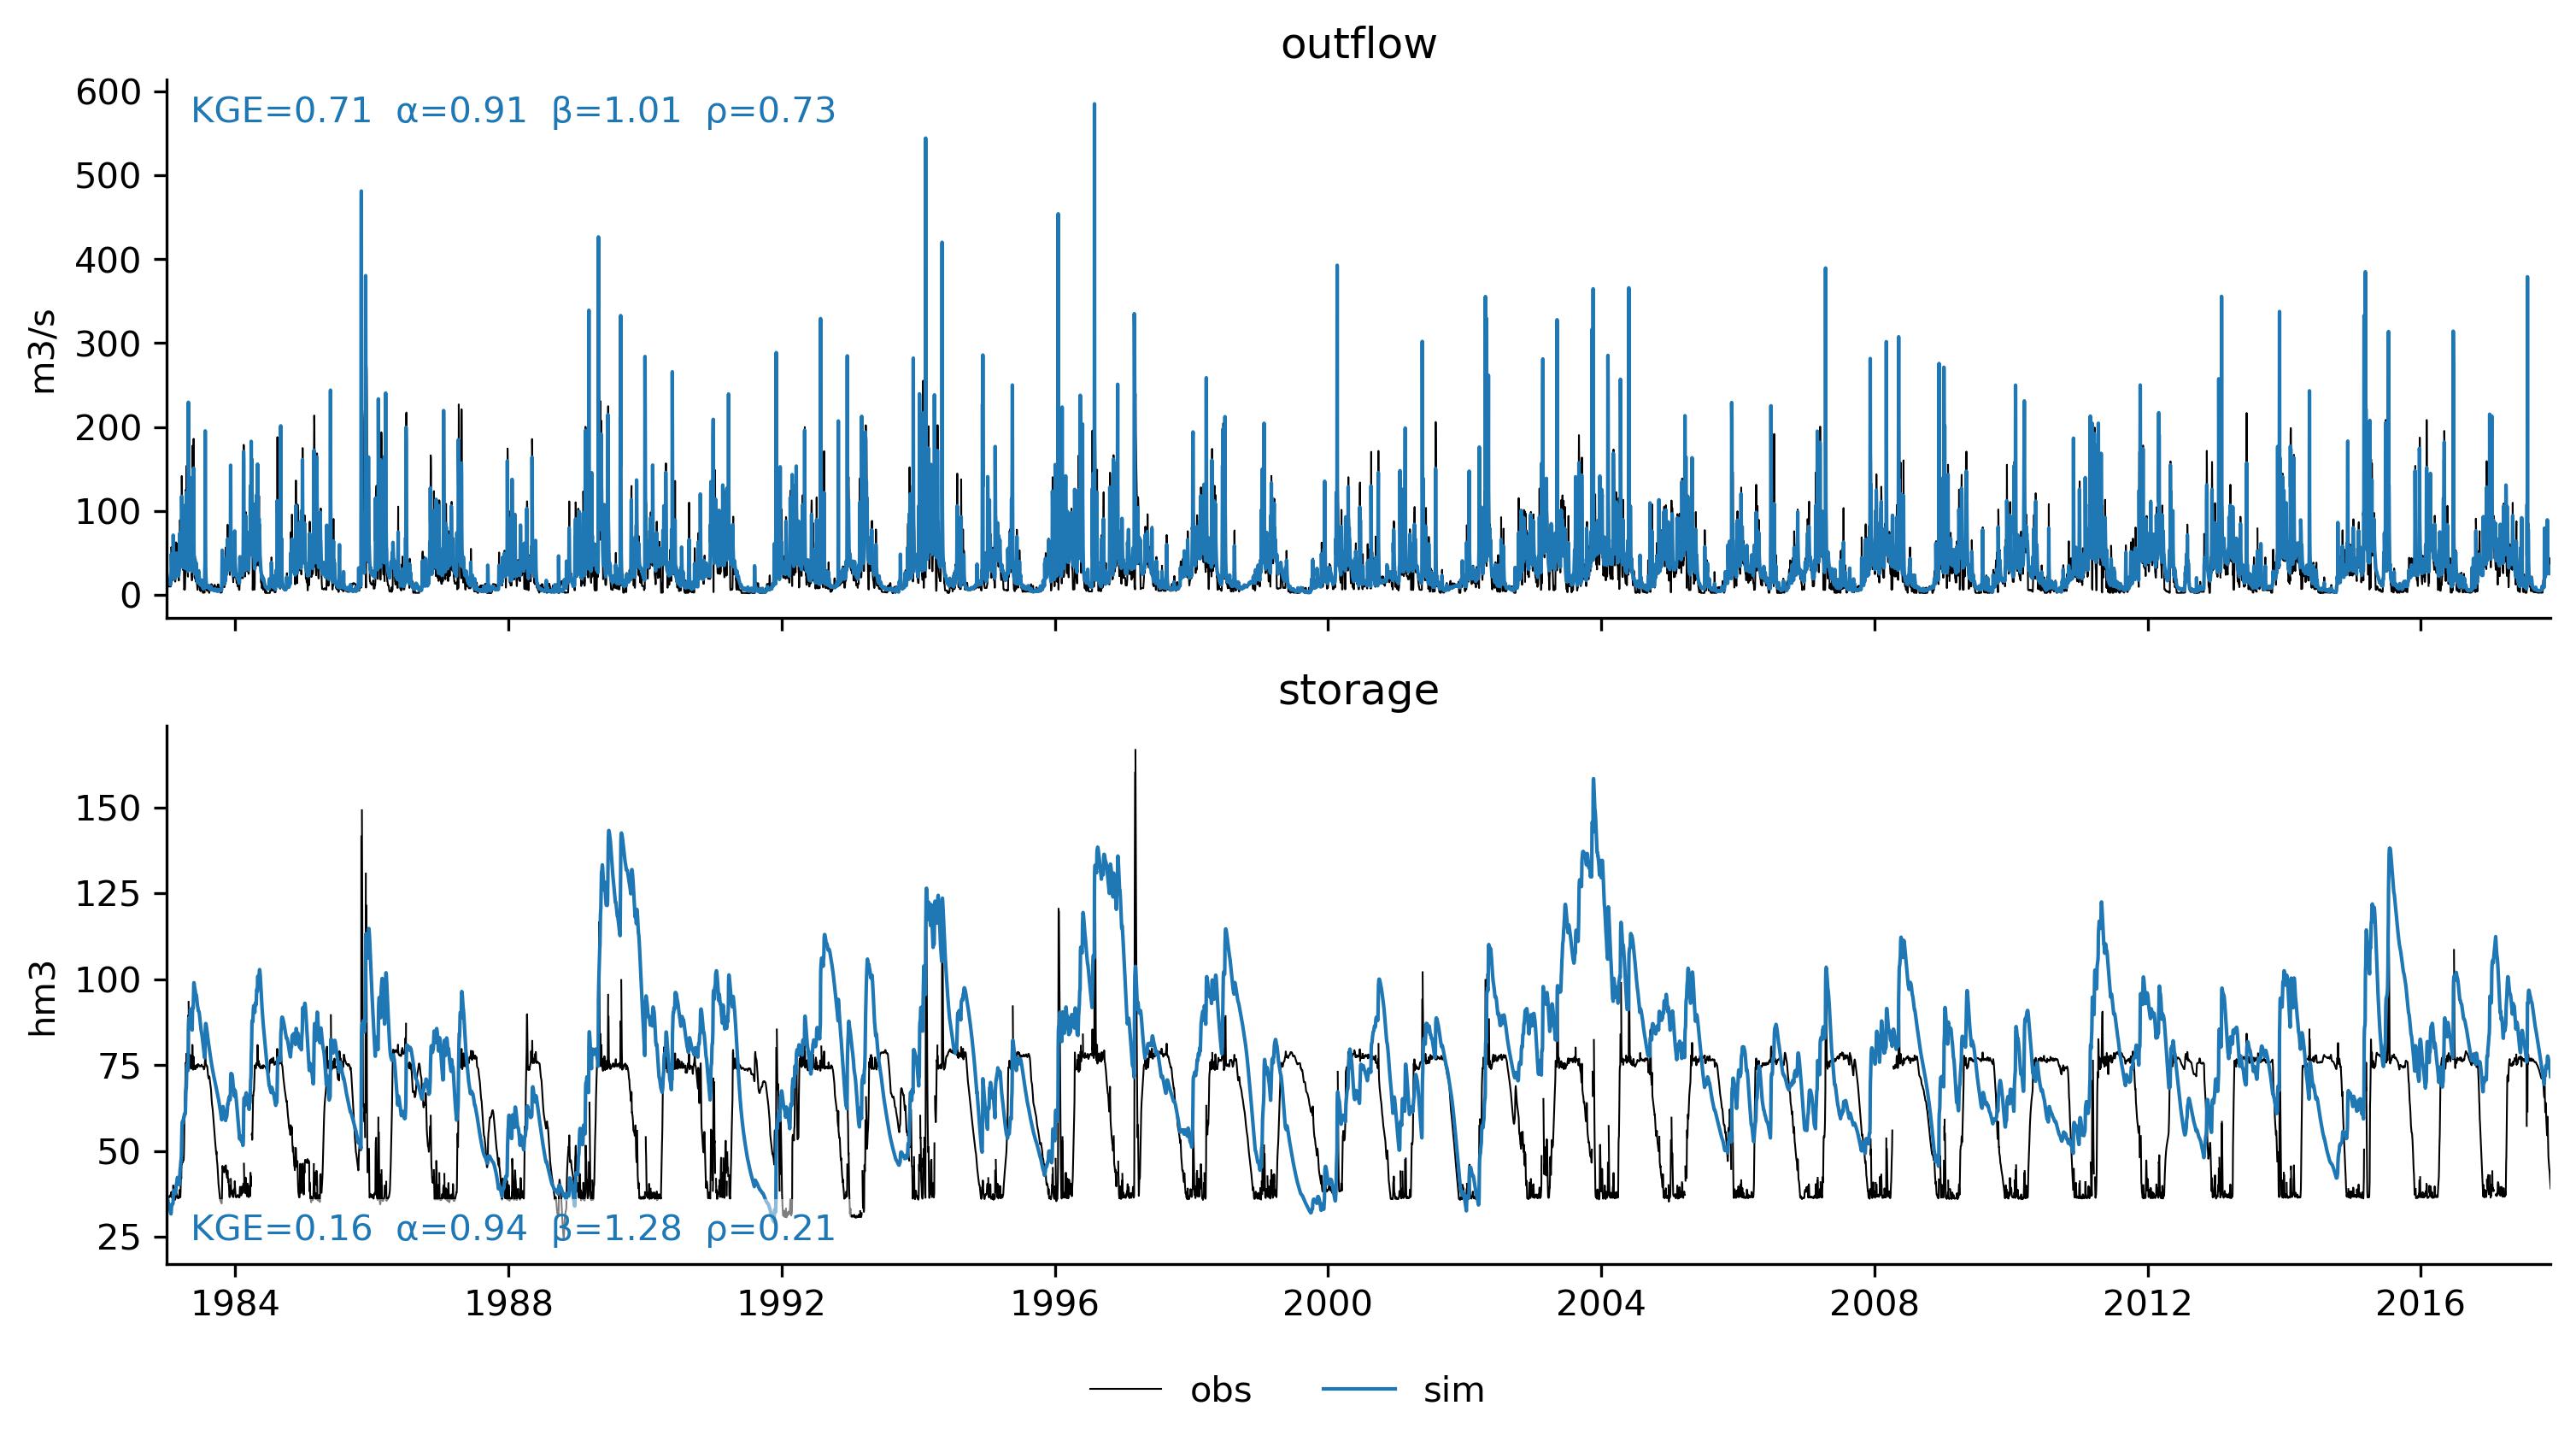 outflow
KGE=0.71 α=0.91 β=1.01 ρ=0.73
m3/s
600
500
400
300
200
100
0
storage
hm3
150
125
100
75
50
25
KGE=0.16 α=0.94 β=1.28 ρ=0.21
1984 1988 1992 1996 2000 2004 2008 2012 2016
obs sim